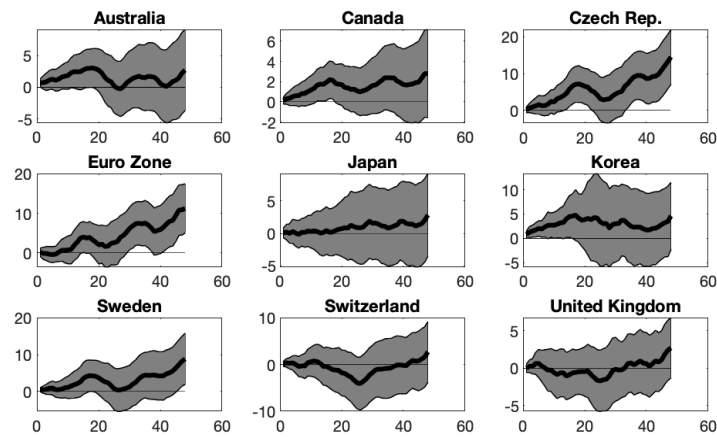 Australia Canada Czech Rep.
5 0 -5
6 4 2 0 -2
20 10 0
0 20 40 60 0 20 40 60 0 20 40 60
Euro Zone Japan Korea
20 10 0
5 0 -5
10 5 0 -5
0 20 40 60 0 20 40 60 0 20 40 60
Sweden Switzerland United Kingdom
20 10 0
10 0 -10
5 0 -5
0 20 40 60 0 20 40 60 0 20 40 60